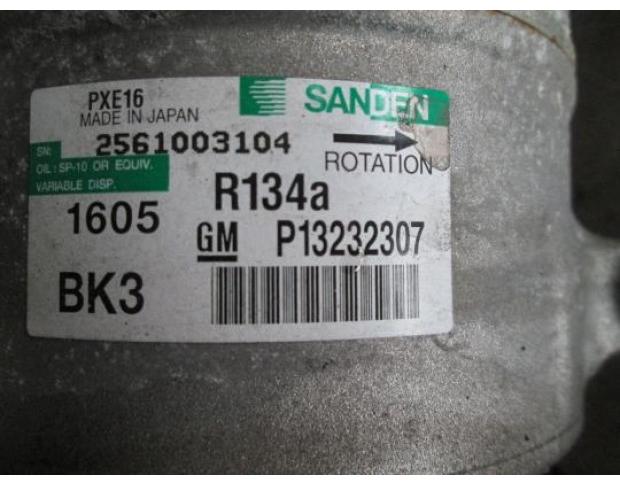 PXE16
MADE IN JAPAN
SANDEN
SN: 2561003104
ROTATION
OIL: SP-10 OR EQUIV.
VARIABLE DISP.
R134a
1605
GM P13232307
BK3